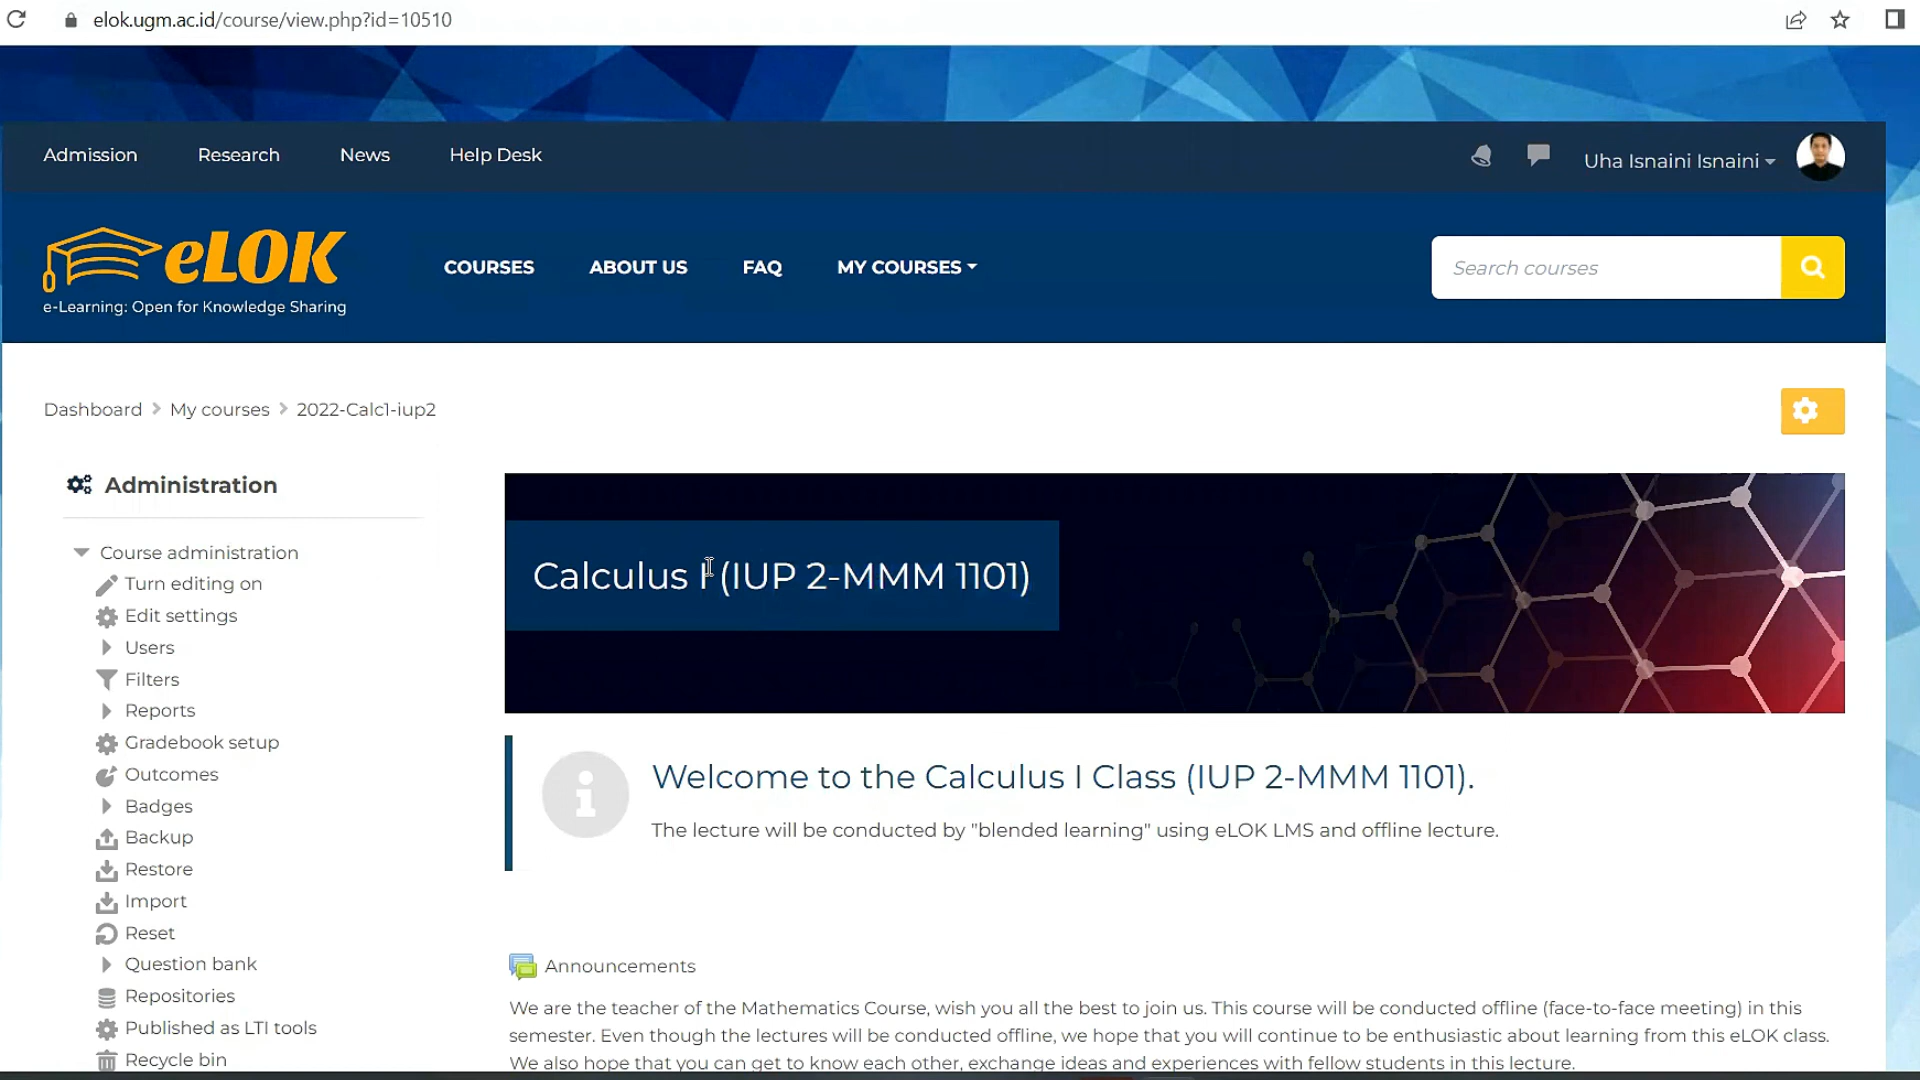 elok.ugm.ac.id/course/view.php?id=10510
Admission Research News Help Desk
Uha Isnaini Isnaini
eLOK
e-Learning: Open for Knowledge Sharing
COURSES ABOUT US FAQ MY COURSES
Search courses
Dashboard My courses 2022-Calc1-iup2
Administration
Course administration
Turn editing on
Edit settings
Users
Filters
Reports
Gradebook setup
Outcomes
Badges
Backup
Restore
Import
Reset
Question bank
Repositories
Published as LTI tools
Recycle bin
Calculus I (IUP 2-MMM 1101)
Welcome to the Calculus I Class (IUP 2-MMM 1101).
The lecture will be conducted by "blended learning" using eLOK LMS and offline lecture.
Announcements
We are the teacher of the Mathematics Course, wish you all the best to join us. This course will be conducted offline (face-to-face meeting) in this
semester. Even though the lectures will be conducted offline, we hope that you will continue to be enthusiastic about learning from this eLOK class.
We also hope that you can get to know each other, exchange ideas and experiences with fellow students in this lecture.